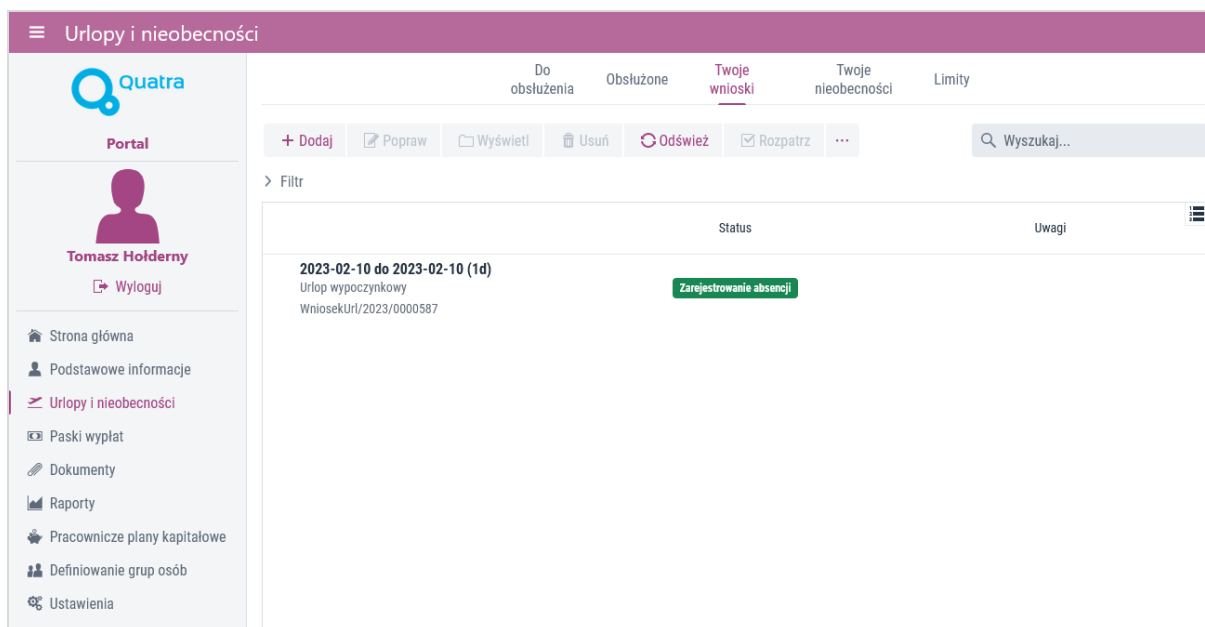 Urlopy i nieobecności
Quatra
Portal
Tomasz Hołderny
Wyloguj
Strona główna
Podstawowe informacje
Urlopy i nieobecności
Paski wypłat
Dokumenty
Raporty
Pracownicze plany kapitałowe
Definiowanie grup osób
Ustawienia
Do
obsłużenia
Obsłużone
Twoje
wnioski
Twoje
nieobecności
Limity
+ Dodaj Popraw Wyświetl Usuń Odśwież Rozpatrz ...
Wyszukaj...
> Filtr
Status Uwagi
2023-02-10 do 2023-02-10 (1d)
Urlop wypoczynkowy
WniosekUrl/2023/0000587
Zarejestrowanie absencji